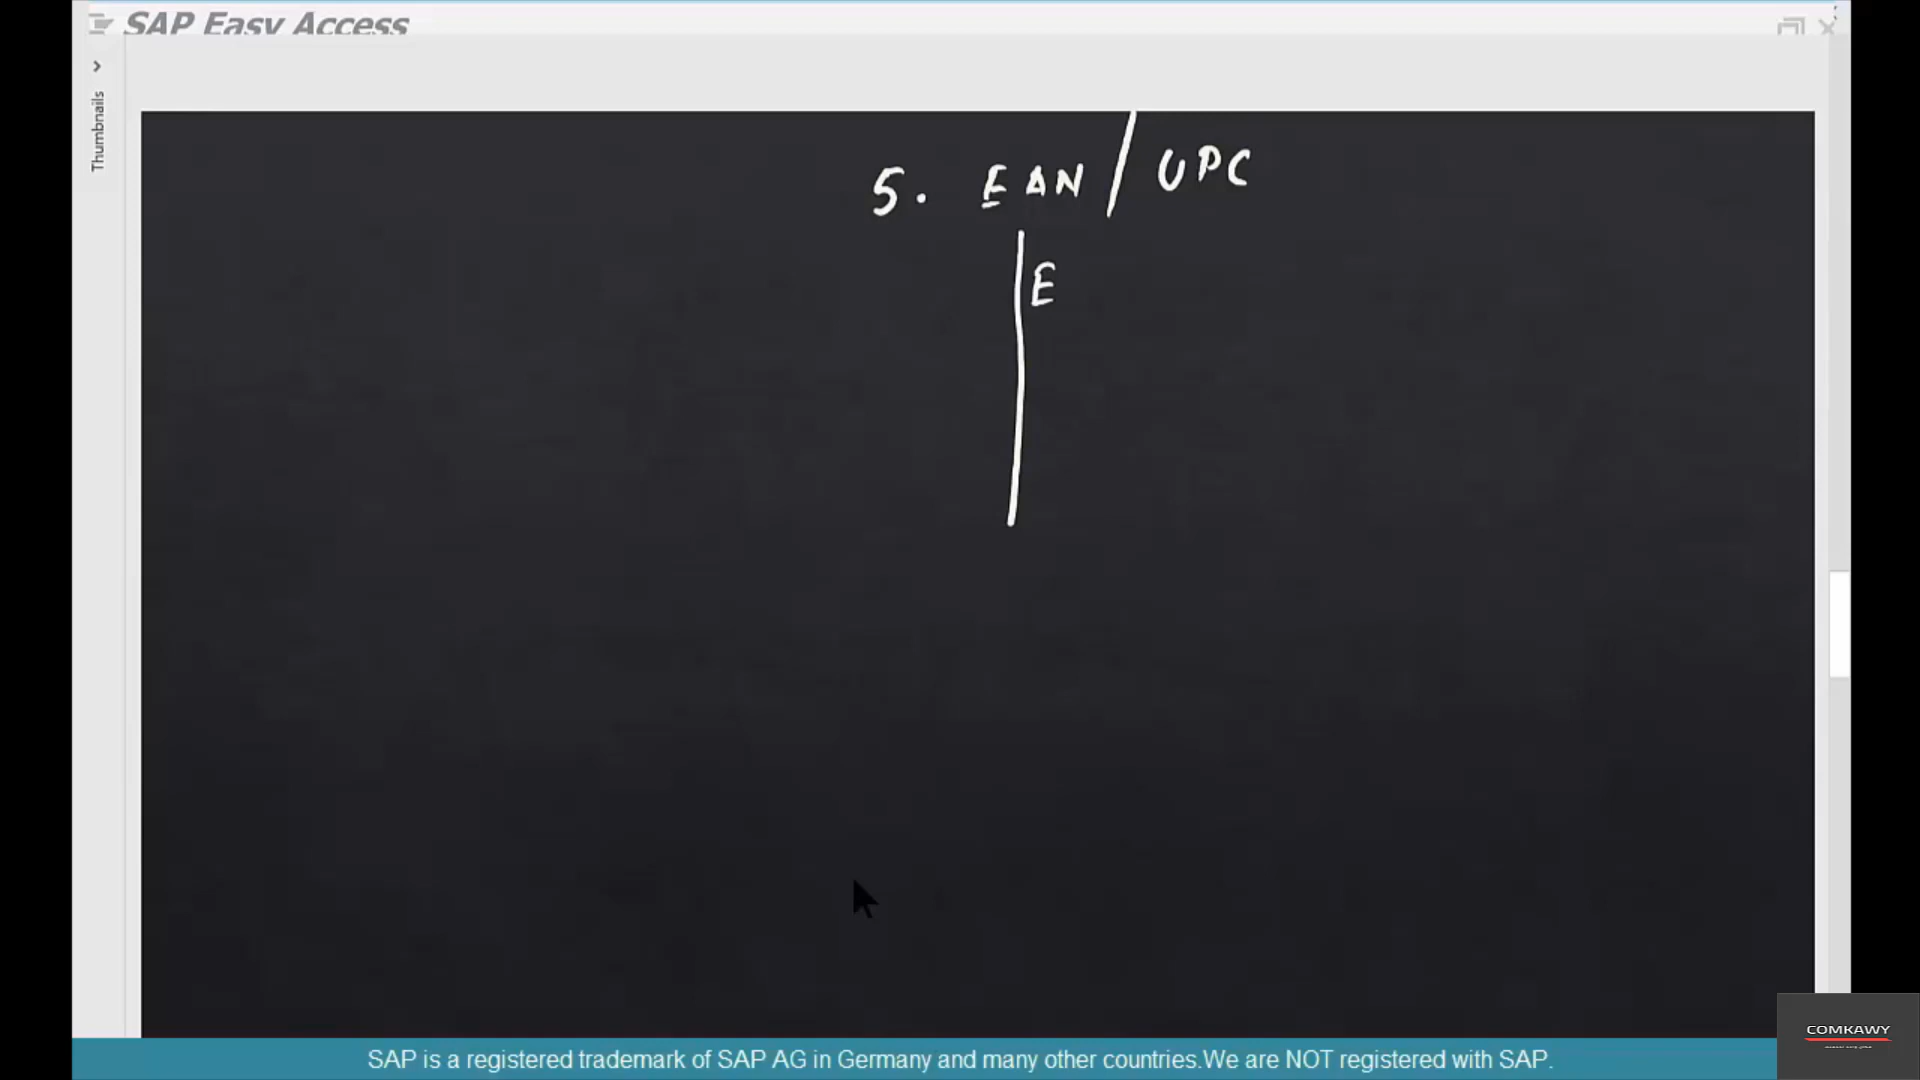 SAP Easy Access
Thumbnails
5. EAN / UPC
E
COMKAWY
SAP is a registered trademark of SAP AG in Germany and many other countries.We are NOT registered with SAP.